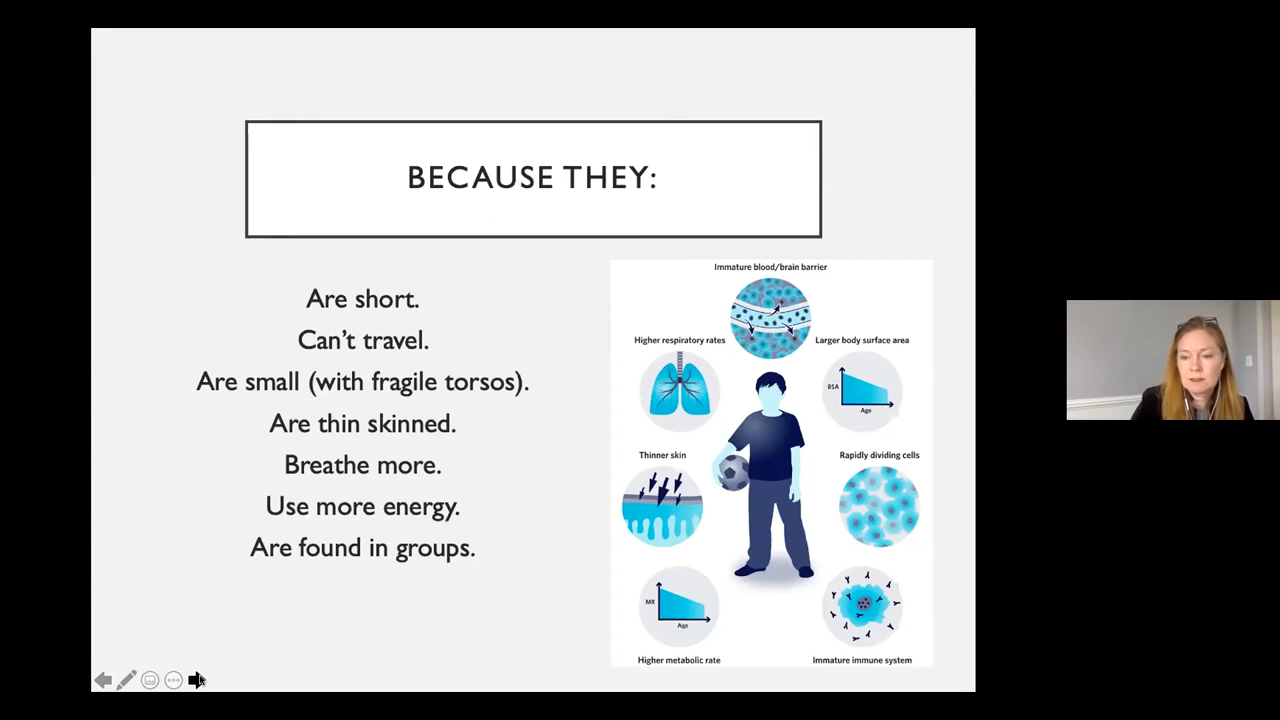 BECAUSE THEY:
Are short.
Can't travel.
Are small (with fragile torsos).
Are thin skinned.
Breathe more.
Use more energy.
Are found in groups.
Immature blood/brain barrier
Higher respiratory rates
Larger body surface area
BSA
Age
Thinner skin
Rapidly dividing cells
MR
Age
Higher metabolic rate
Immature immune system